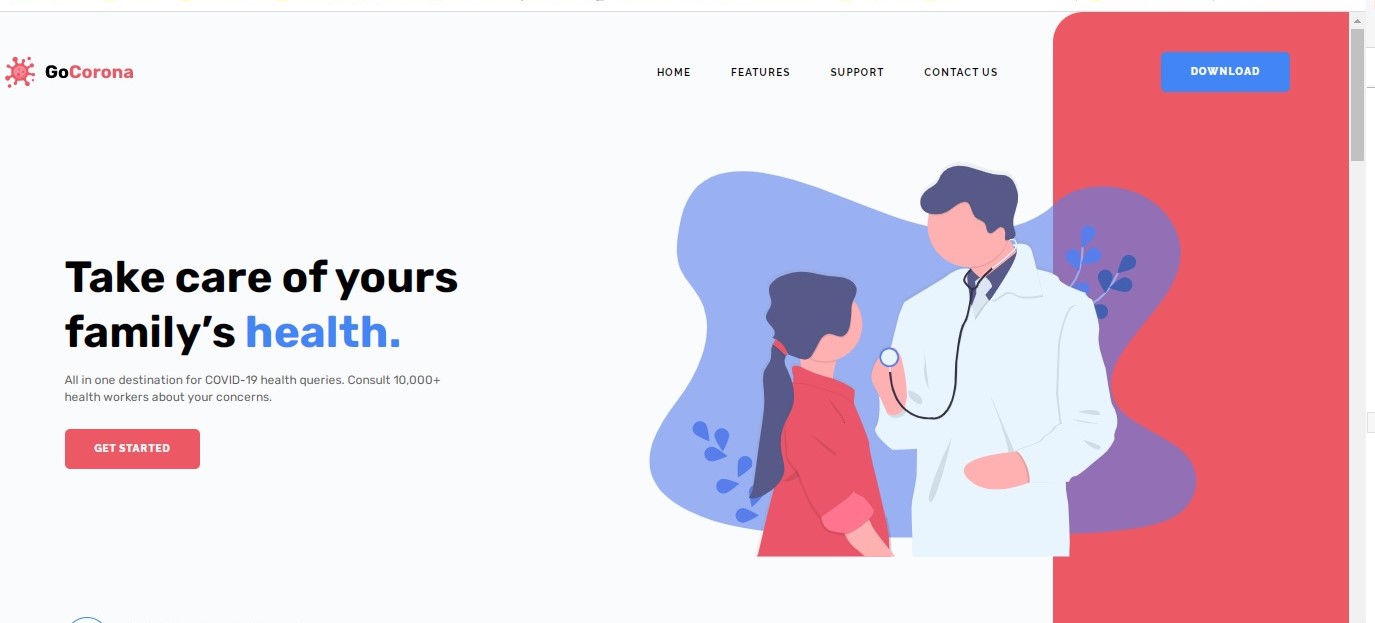 GoCorona
HOME FEATURES SUPPORT CONTACT US
DOWNLOAD
Take care of yours
family’s health.
All in one destination for COVID-19 health queries. Consult 10,000+
health workers about your concerns.
GET STARTED